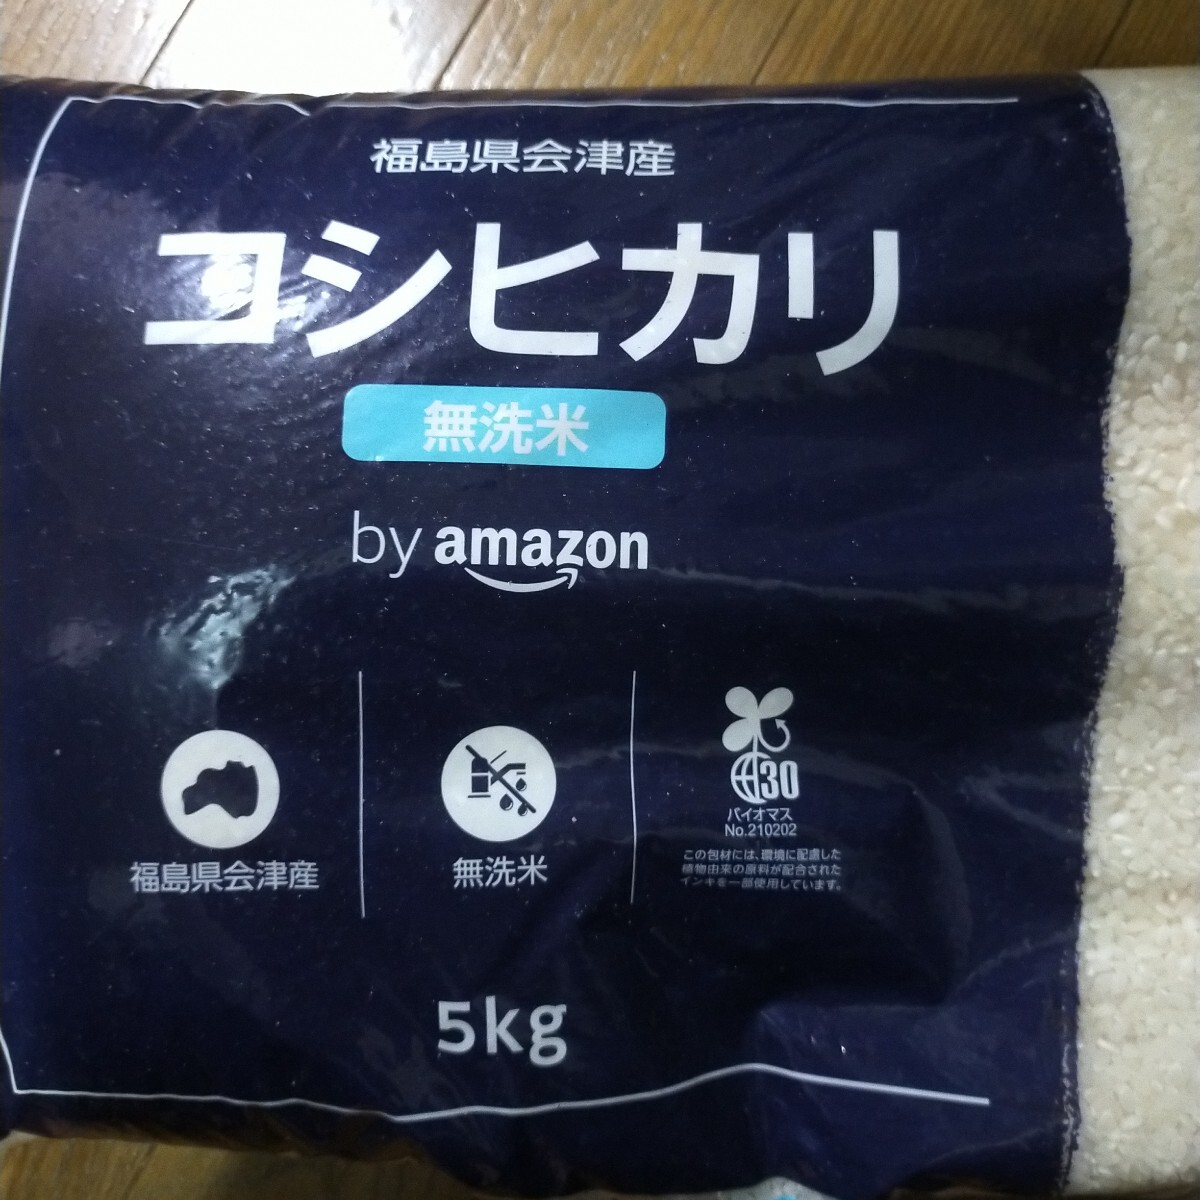 福島県会津産
コシヒカリ
無洗米
by amazon
福島県会津産
無洗米
30
バイオマス
No.210202
この包材には、環境に配慮した
植物由来の原料が配合された
インキを一部使用しています。
5kg